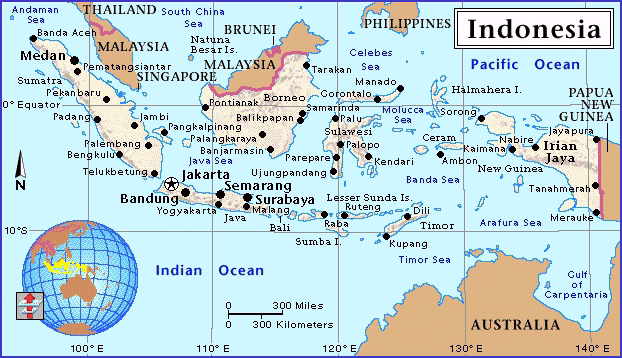 Andaman
Sea
THAILAND
South China
Sea
PHILIPPINES
Indonesia
Banda Aceh
MALAYSIA
Natuna
Besar Is.
BRUNEI
Medan
Pematangsiantar
SINGAPORE
MALAYSIA
Tarakan
Celebes
Sea
Pacific Ocean
Sumatra
Pekanbaru
Borneo
Manado
Gorontalo
Halmahera I.
PAPUA
NEW
GUINEA
0° Equator
Pontianak
Samarinda
Molucca
Sea
Sorong
Padang
Jambi
Balikpapan
Palu
Pangkalpinang
Sulawesi
Jayapura
Palembang
Palangkaraya
Palopo
Ceram
Nabire
Irian
Jaya
Bengkulu
Java Sea
Banjarmasin
Parepare
Kendari
Ambon
Kaimana
New Guinea
N
Telukbetung
Jakarta
Ujungpandang
Banda Sea
Tanahmerah
Bandung
Semarang
Surabaya
Lesser Sunda Is.
Yogyakarta
Malang
Ruteng
Dili
Merauke
Java
Bali
Raba
Timor
Arafura Sea
10°S
Sumba I.
Kupang
Timor Sea
Indian Ocean
Gulf
of
Carpentaria
0 300 Miles
0 300 Kilometers
AUSTRALIA
100° E
110° E
120° E
130° E
140° E